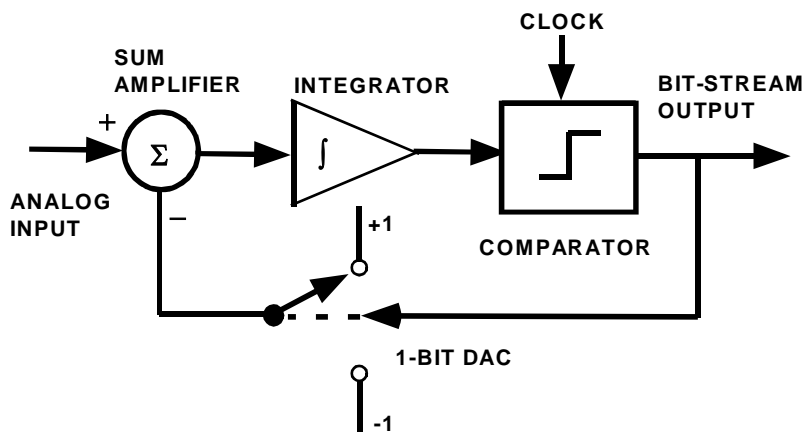 CLOCK
SUM
AMPLIFIER
INTEGRATOR
BIT-STREAM
OUTPUT
+
Σ
∫
ANALOG
INPUT
−
+1
COMPARATOR
1-BIT DAC
-1